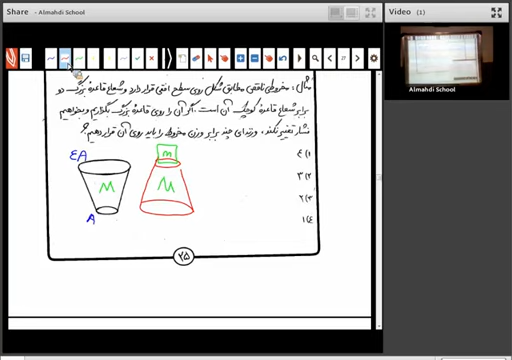 Share - Almahdi School
Video (1)
مثال: مخروطی ناقص مطابق شکل روی سطح افقی قرار دارد و شعاع قاعده بزرگ دو
برابر شعاع قاعده کوچک آن است. اگر آن را روی قاعده بزرگ بگذاریم و بخواهیم
فشار تغییر نکند، وزنه‌ای چند برابر وزن مخروط را باید روی آن قرار دهیم؟
۱) ۴
۲) ۳
۳) ۲
۴) ۱
۴A
M
A
m
M
۲۵
Almahdi School